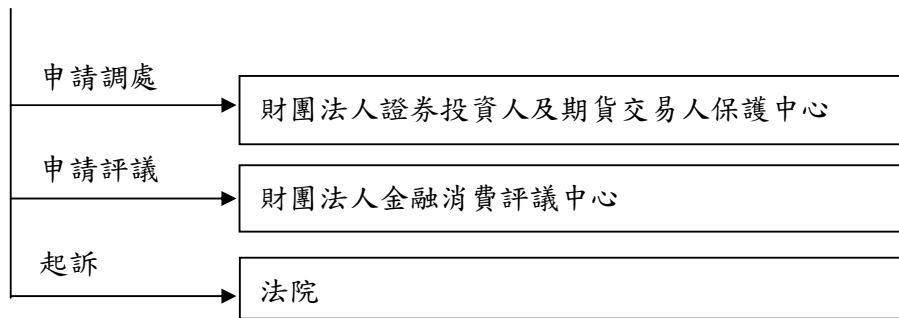 申請調處
財團法人證券投資人及期貨交易人保護中心
申請評議
財團法人金融消費評議中心
起訴
法院